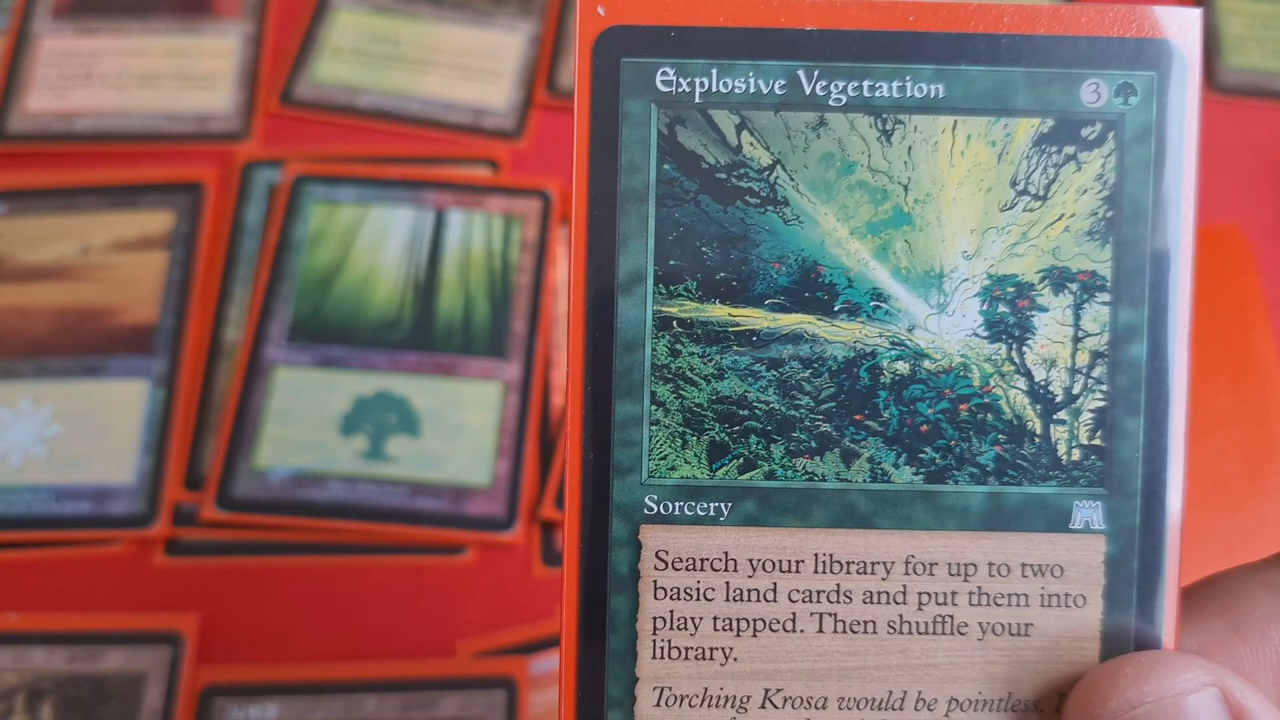 Explosive Vegetation 3
Sorcery
Search your library for up to two
basic land cards and put them into
play tapped. Then shuffle your
library.
Torching Krosa would be pointless.